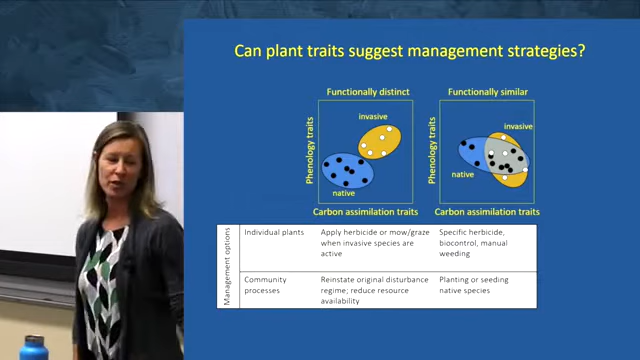 Can plant traits suggest management strategies?
Functionally distinct
Functionally similar
Phenology traits
invasive
native
Carbon assimilation traits
Phenology traits
invasive
native
Carbon assimilation traits
Management options
Individual plants
Apply herbicide or mow/graze
when invasive species are
active
Specific herbicide,
biocontrol, manual
weeding
Community
processes
Reinstate original disturbance
regime; reduce resource
availability
Planting or seeding
native species